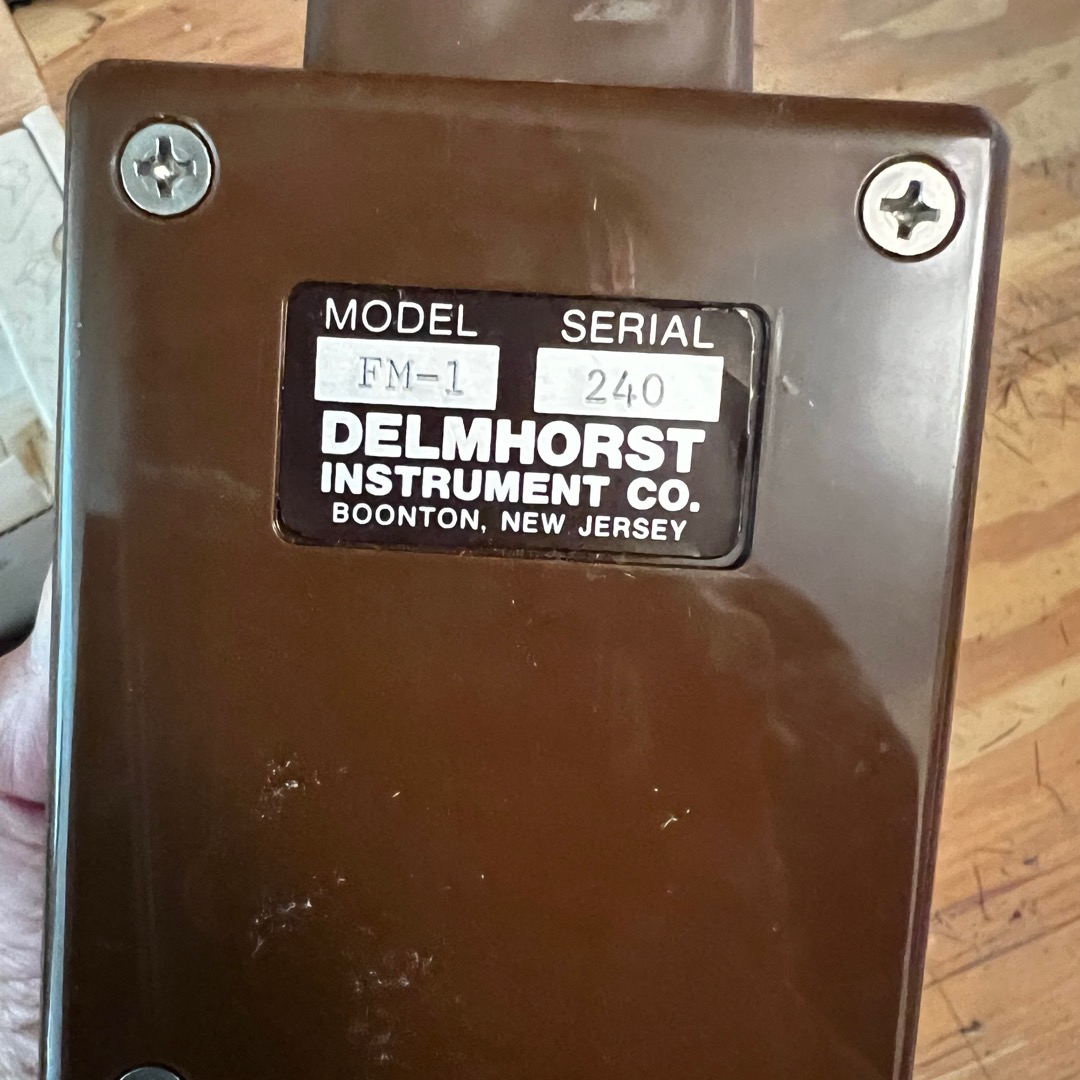 MODEL SERIAL
FM-1 240
DELMHORST
INSTRUMENT CO.
BOONTON, NEW JERSEY